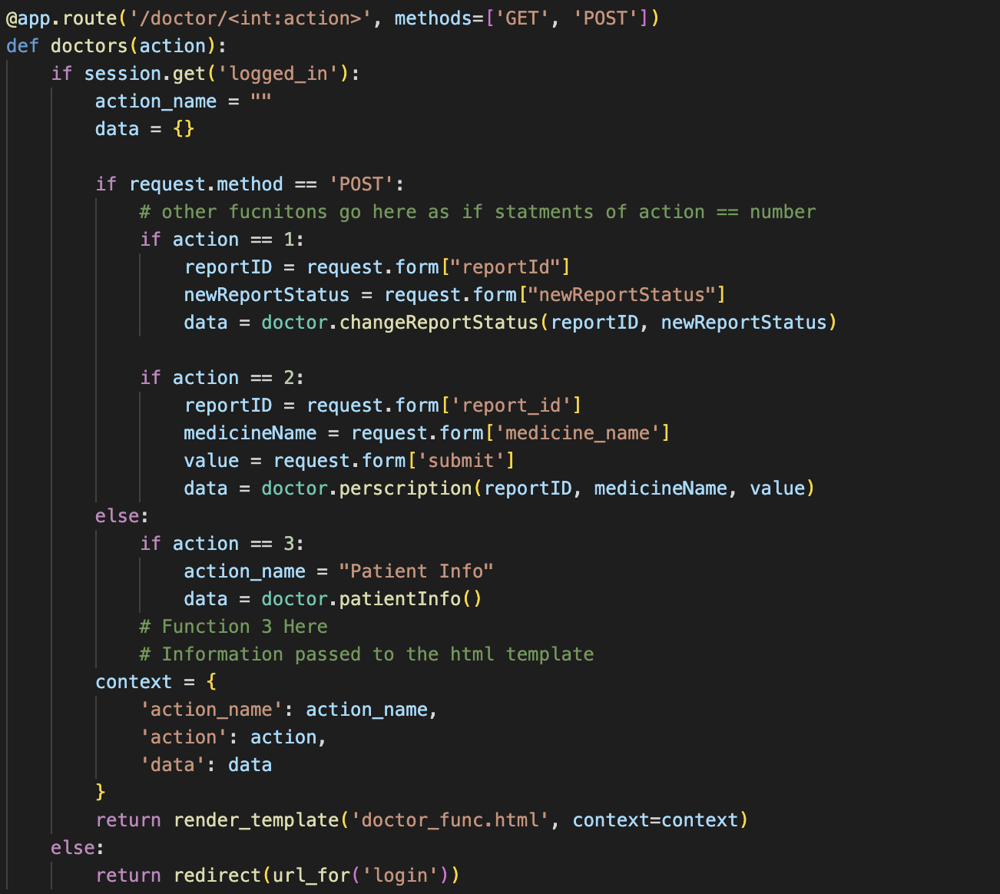 @app.route('/doctor/<int:action>', methods=['GET', 'POST'])
def doctors(action):
    if session.get('logged_in'):
        action_name = ""
        data = {}

        if request.method == 'POST':
            # other fucnitons go here as if statments of action == number
            if action == 1:
                reportID = request.form["reportId"]
                newReportStatus = request.form["newReportStatus"]
                data = doctor.changeReportStatus(reportID, newReportStatus)

            if action == 2:
                reportID = request.form['report_id']
                medicineName = request.form['medicine_name']
                value = request.form['submit']
                data = doctor.perscription(reportID, medicineName, value)
        else:
            if action == 3:
                action_name = "Patient Info"
                data = doctor.patientInfo()
            # Function 3 Here
            # Information passed to the html template
        context = {
            'action_name': action_name,
            'action': action,
            'data': data
        }
        return render_template('doctor_func.html', context=context)
    else:
        return redirect(url_for('login'))